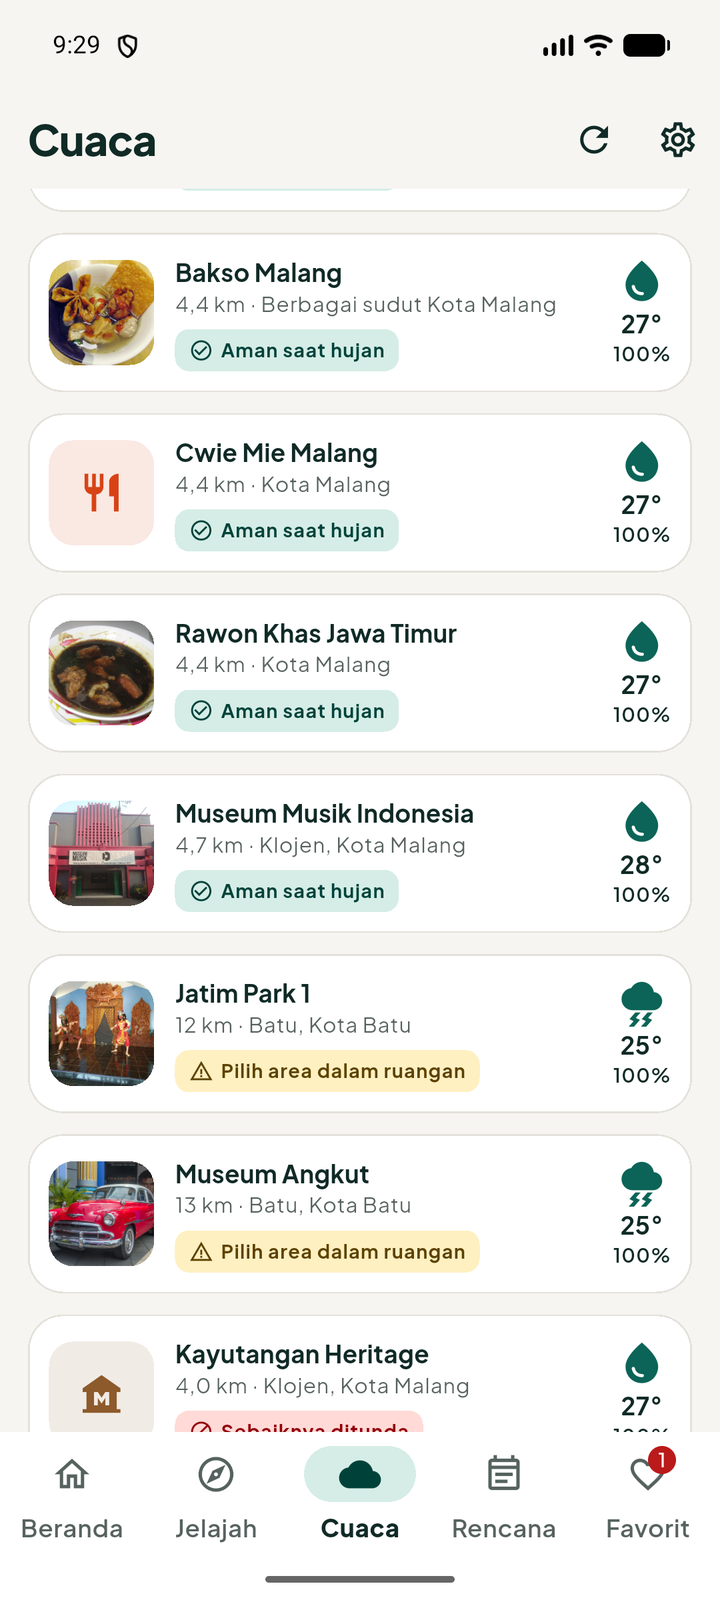 9:29
Cuaca
Bakso Malang
4,4 km · Berbagai sudut Kota Malang
Aman saat hujan
27°
100%
Cwie Mie Malang
4,4 km · Kota Malang
Aman saat hujan
27°
100%
Rawon Khas Jawa Timur
4,4 km · Kota Malang
Aman saat hujan
27°
100%
Museum Musik Indonesia
4,7 km · Klojen, Kota Malang
Aman saat hujan
28°
100%
Jatim Park 1
12 km · Batu, Kota Batu
Pilih area dalam ruangan
25°
100%
Museum Angkut
13 km · Batu, Kota Batu
Pilih area dalam ruangan
25°
100%
Kayutangan Heritage
4,0 km · Klojen, Kota Malang
Sebaiknya ditunda
27°
100%
1
Beranda
Jelajah
Cuaca
Rencana
Favorit